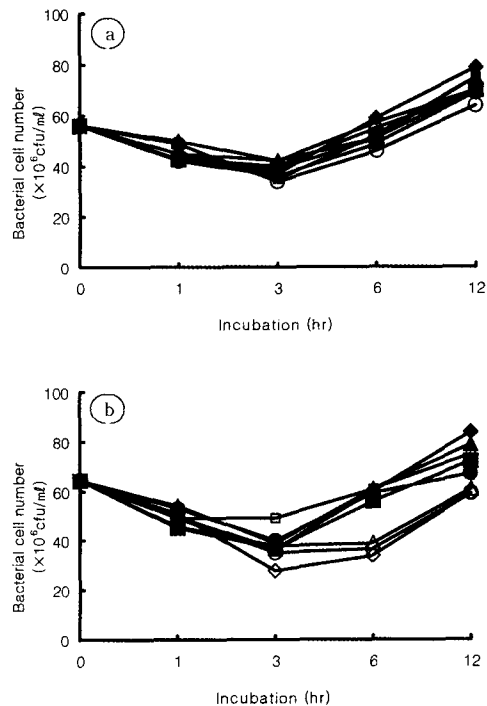 a
100
80
60
40
20
0
Bacterial cell number
(×10⁶cfu/㎖)
0 1 3 6 12
Incubation (hr)
b
100
80
60
40
20
0
Bacterial cell number
(×10⁶cfu/㎖)
0 1 3 6 12
Incubation (hr)